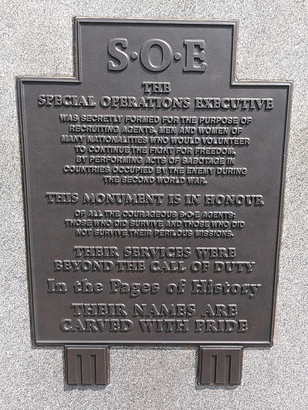 S·O·E
THE
SPECIAL OPERATIONS EXECUTIVE
WAS SECRETLY FORMED FOR THE PURPOSE OF
RECRUITING AGENTS, MEN AND WOMEN OF
MANY NATIONALITIES WHO WOULD VOLUNTEER
TO CONTINUE THE FIGHT FOR FREEDOM,
BY PERFORMING ACTS OF SABOTAGE IN
COUNTRIES OCCUPIED BY THE ENEMY DURING
THE SECOND WORLD WAR.
THIS MONUMENT IS IN HONOUR
OF ALL THE COURAGEOUS S·O·E AGENTS:
THOSE WHO DID SURVIVE AND THOSE WHO DID
NOT SURVIVE THEIR PERILOUS MISSIONS.
THEIR SERVICES WERE
BEYOND THE CALL OF DUTY
In the Pages of History
THEIR NAMES ARE
CARVED WITH PRIDE